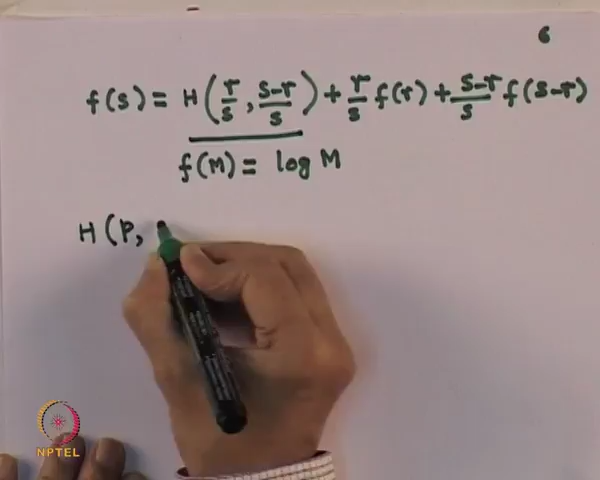 6
f(s) = H(r/s, s-r/s) + r/s f(r) + s-r/s f(s-r)
f(M) = log M
H(P,
NPTEL